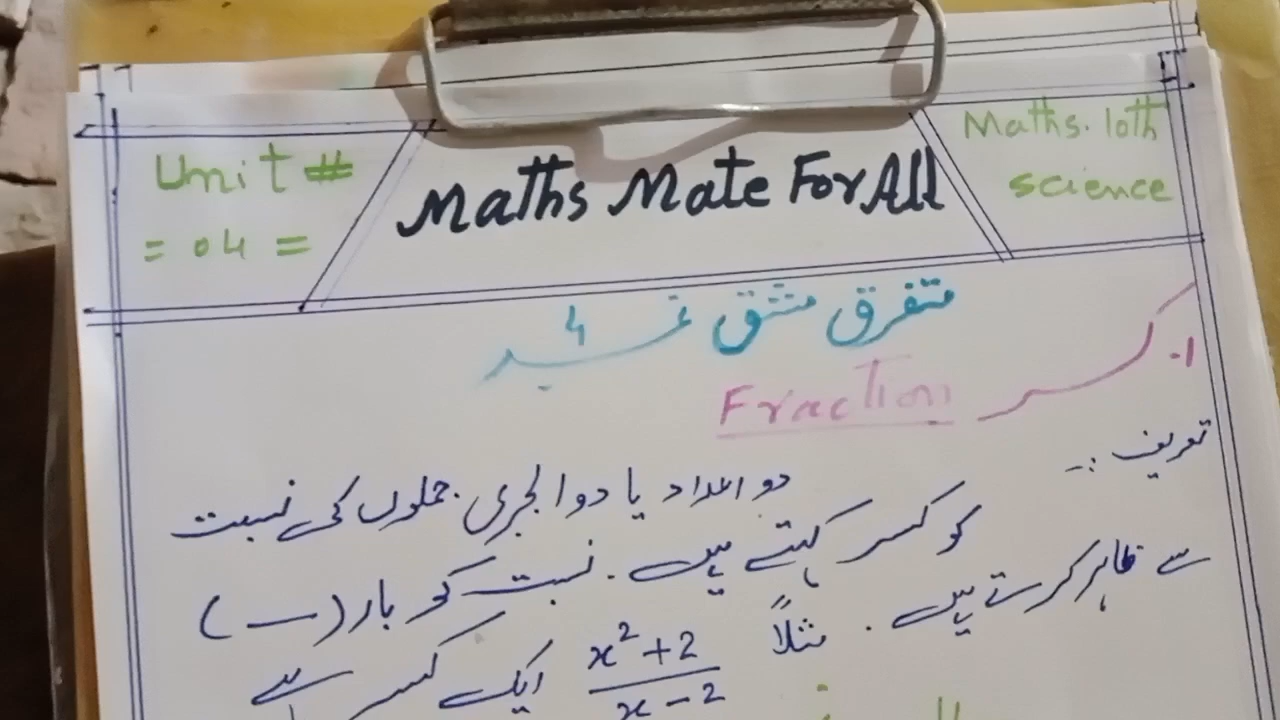 Unit #
= 04 =
Maths Mate For All
Maths. 10th
science
متفرق مشق نمبر 4
1. کسر Fraction
تعریف :-
دو اعداد یا دو الجبری جملوں کی نسبت
کو کسر کہتے ہیں. نسبت کو بار (—)
سے ظاہر کرتے ہیں. مثلاً x²+2 / x-2 ایک کسر ہے